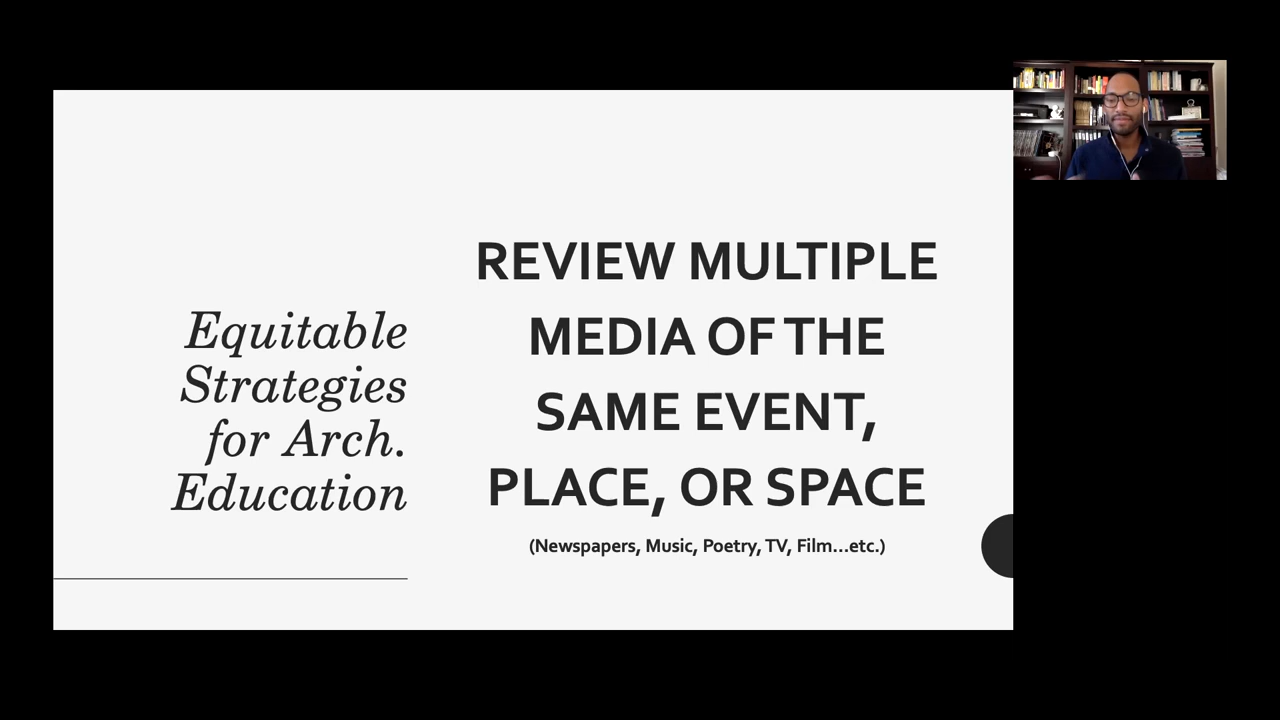 Equitable
Strategies
for Arch.
Education
REVIEW MULTIPLE
MEDIA OF THE
SAME EVENT,
PLACE, OR SPACE
(Newspapers, Music, Poetry, TV, Film...etc.)